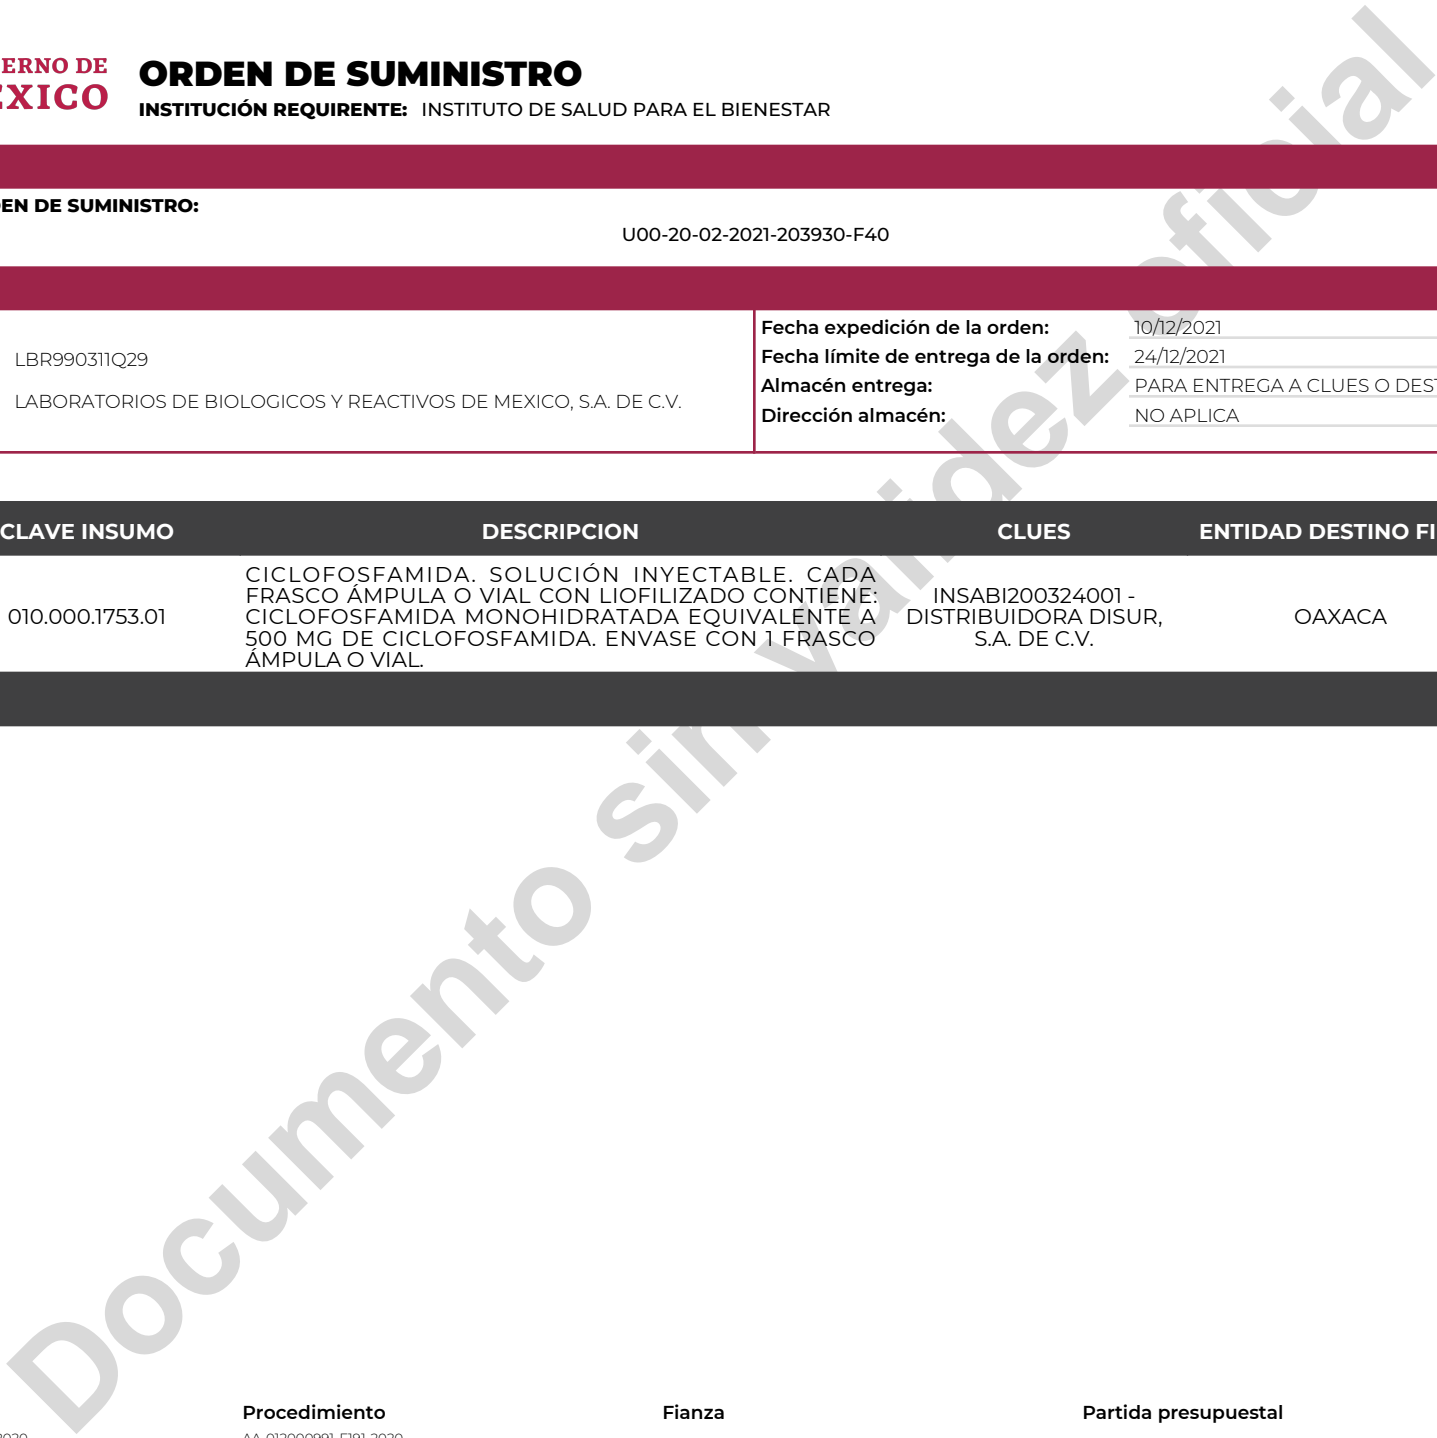 ERNO DE
ORDEN DE SUMINISTRO
INSTITUCIÓN REQUIRENTE: INSTITUTO DE SALUD PARA EL BIENESTAR
EN DE SUMINISTRO:
U00-20-02-2021-203930-F40
LBR990311Q29
LABORATORIOS DE BIOLOGICOS Y REACTIVOS DE MEXICO, S.A. DE C.V.
Fecha expedición de la orden: 10/12/2021
Fecha límite de entrega de la orden: 24/12/2021
Almacén entrega: PARA ENTREGA A CLUES O DEST
Dirección almacén: NO APLICA
CLAVE INSUMO DESCRIPCION CLUES ENTIDAD DESTINO FI
010.000.1753.01
CICLOFOSFAMIDA. SOLUCIÓN INYECTABLE. CADA
FRASCO ÁMPULA O VIAL CON LIOFILIZADO CONTIENE:
CICLOFOSFAMIDA MONOHIDRATADA EQUIVALENTE A
500 MG DE CICLOFOSFAMIDA. ENVASE CON 1 FRASCO
ÁMPULA O VIAL.
INSABI200324001 -
DISTRIBUIDORA DISUR,
S.A. DE C.V.
OAXACA
Documento sin validez oficial
Procedimiento Fianza Partida presupuestal